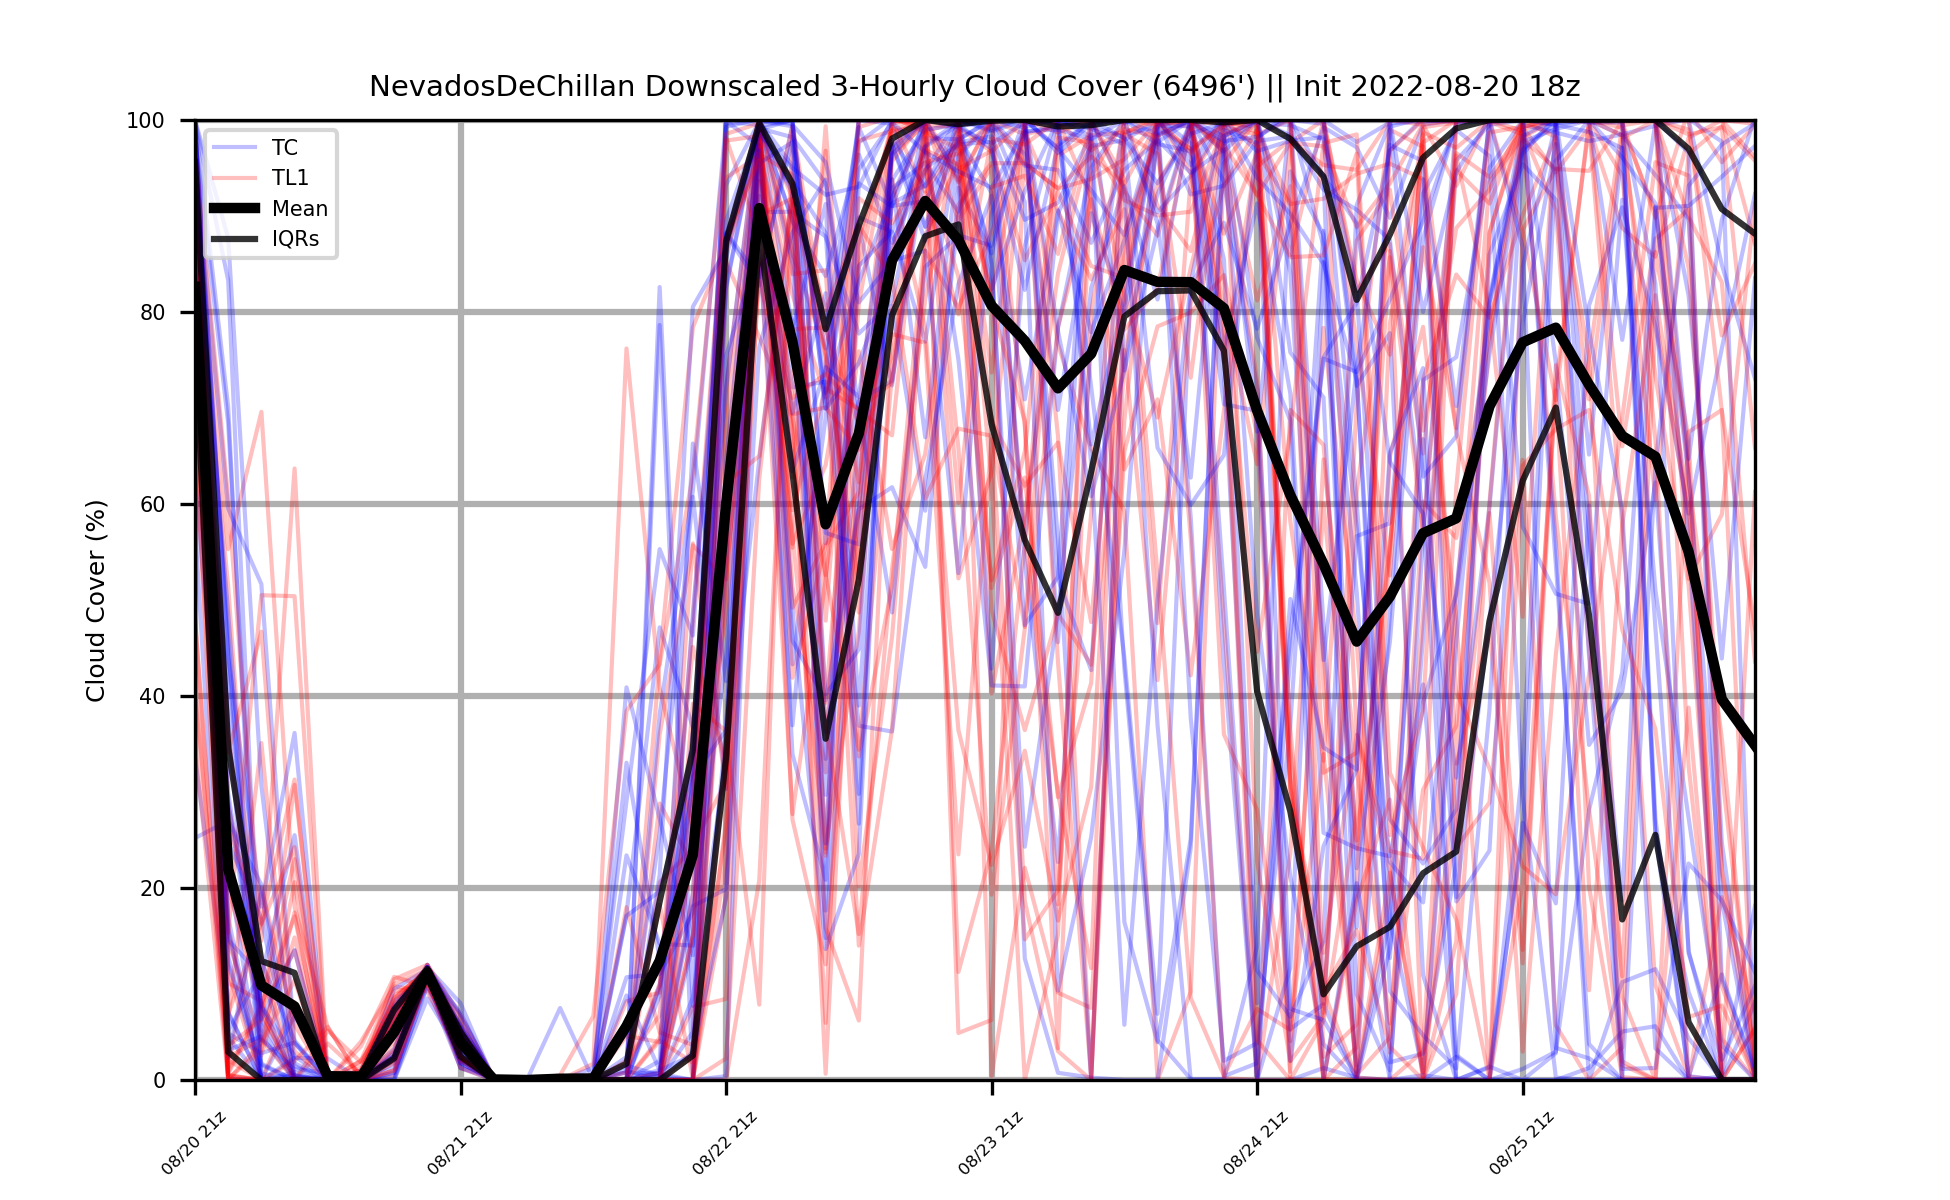 NevadosDeChillan Downscaled 3-Hourly Cloud Cover (6496') || Init 2022-08-20 18z
100
80
60
40
20
0
Cloud Cover (%)
TC
TL1
Mean
IQRs
08/20 21z
08/21 21z
08/22 21z
08/23 21z
08/24 21z
08/25 21z